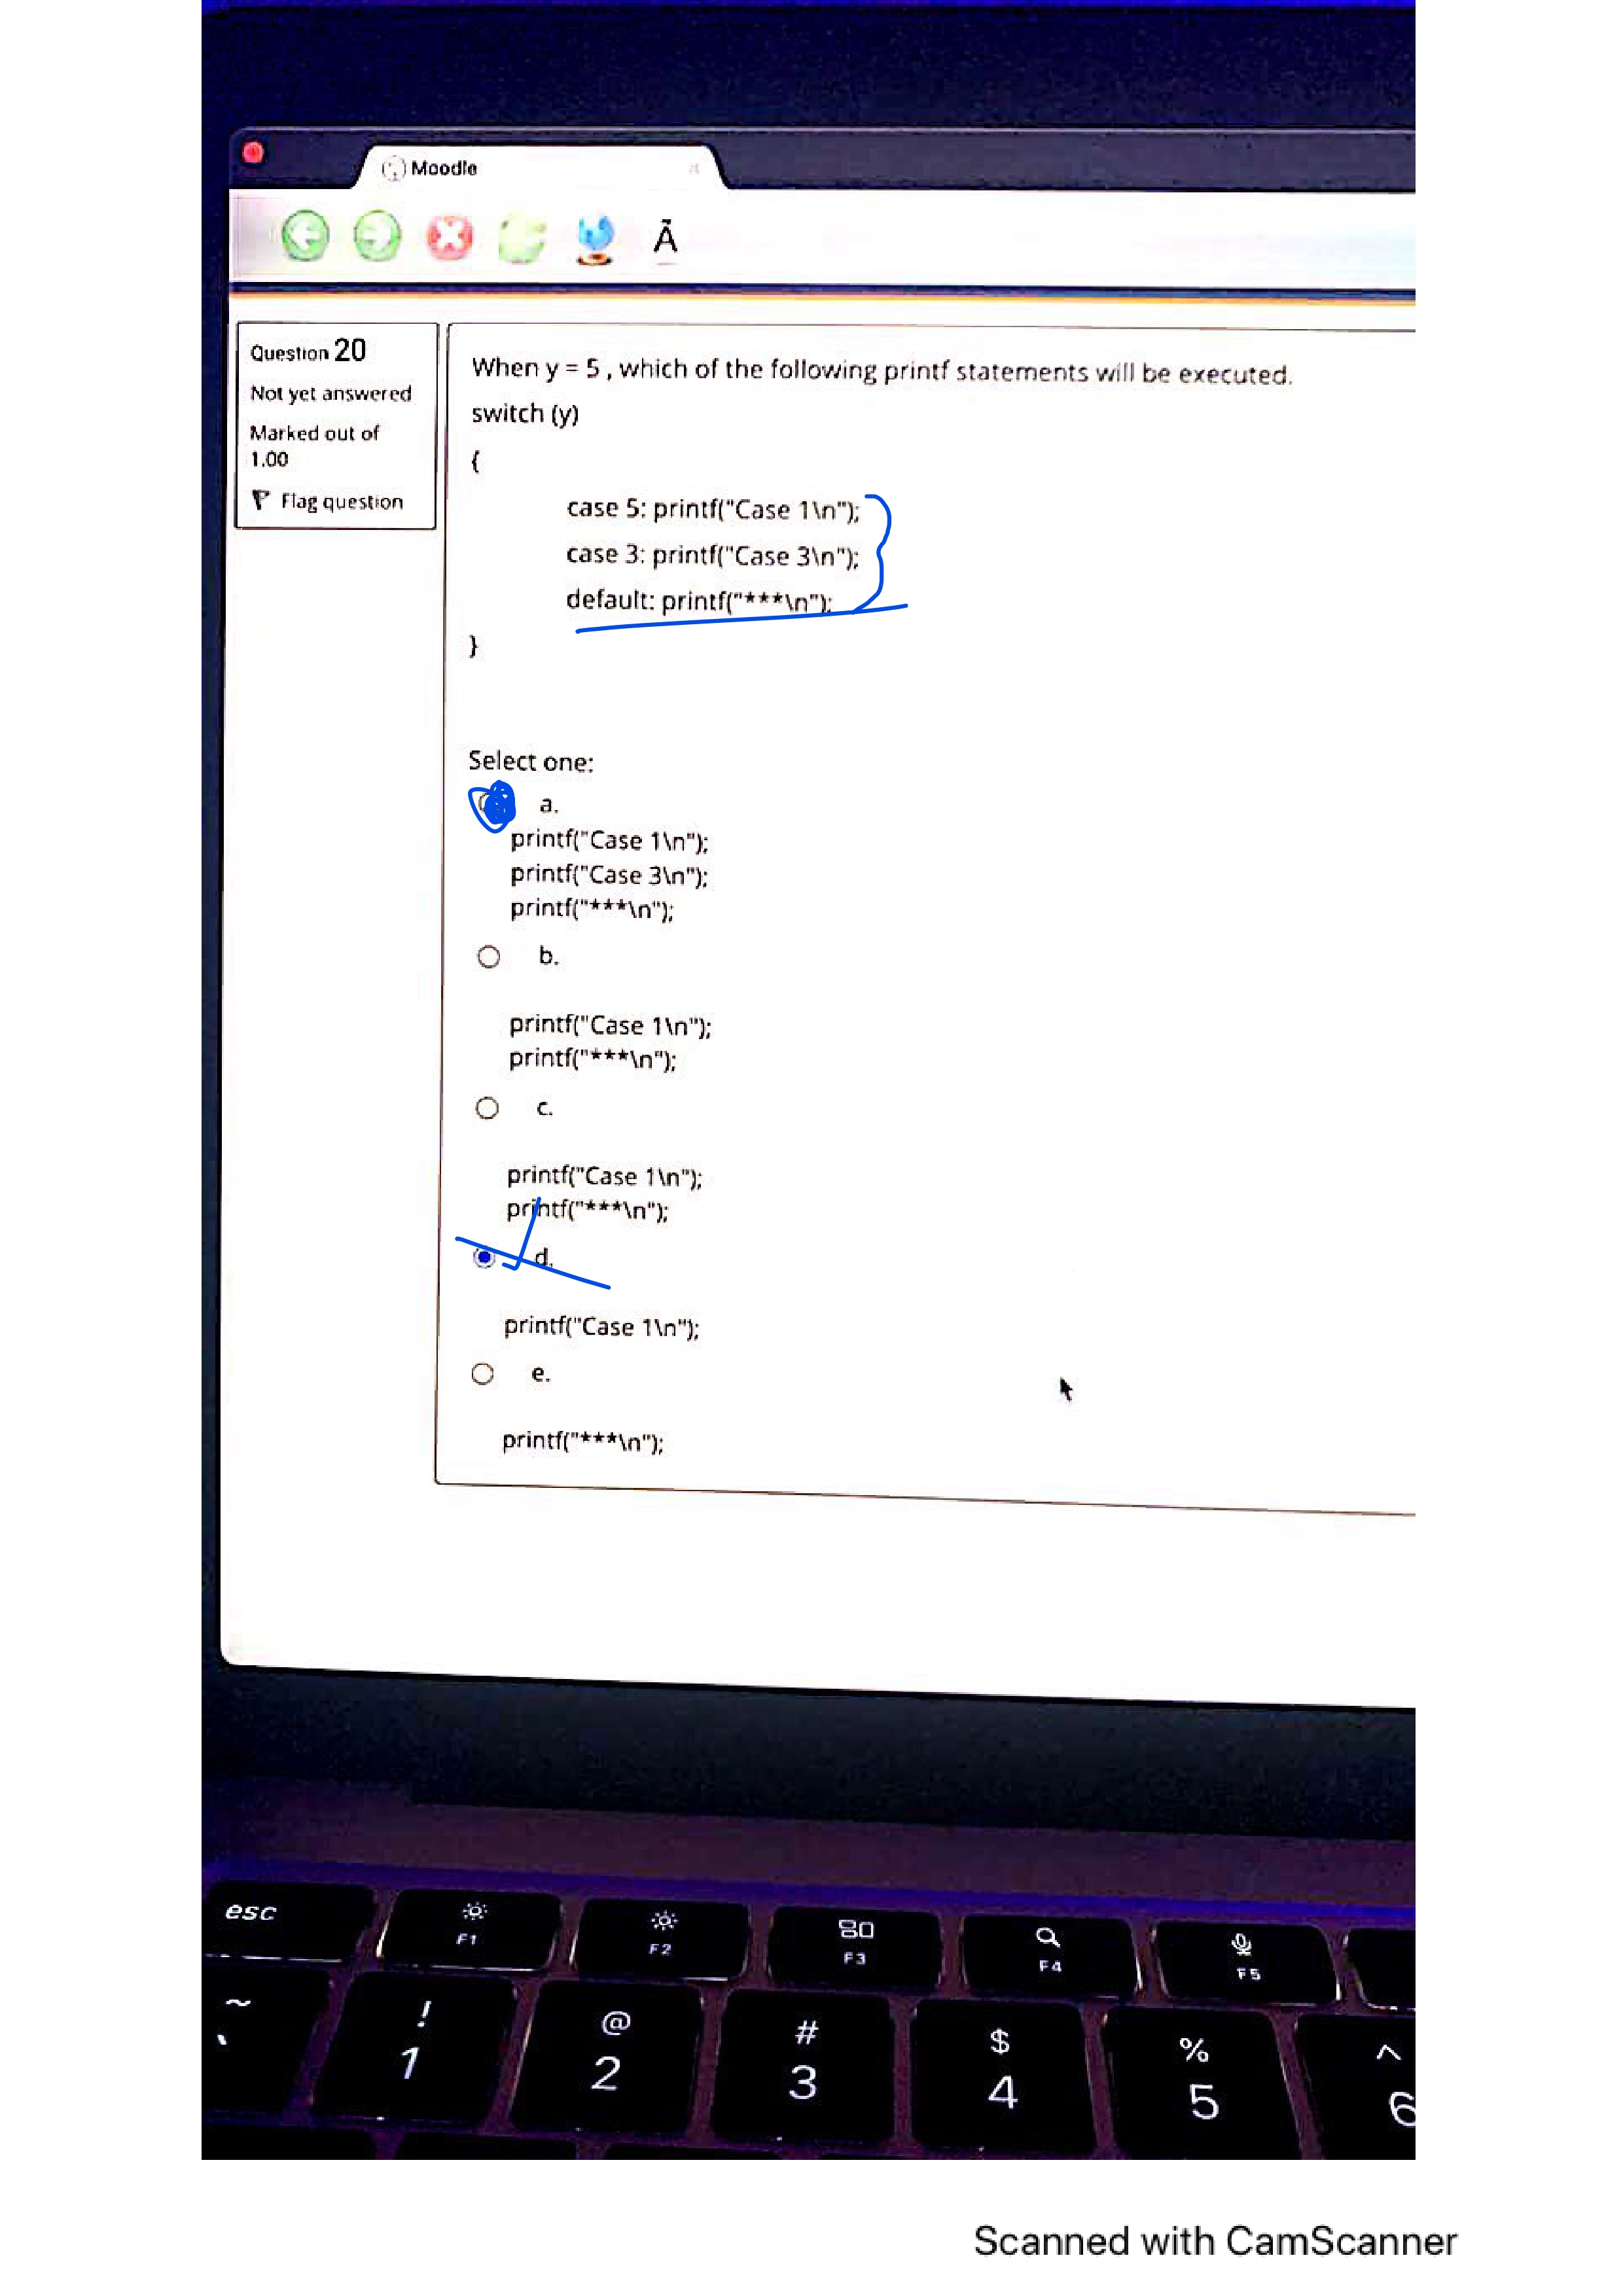 Moodle
Ã
Question 20
Not yet answered
Marked out of
1.00
Flag question
When y = 5 , which of the following printf statements will be executed.
switch (y)
{
case 5: printf("Case 1\n");
case 3: printf("Case 3\n");
default: printf("***\n");
}
Select one:
a.
printf("Case 1\n");
printf("Case 3\n");
printf("***\n");
b.
printf("Case 1\n");
printf("***\n");
c.
printf("Case 1\n");
printf("***\n");
d.
printf("Case 1\n");
e.
printf("***\n");
esc
F1
F2
F3
F4
F5
~
`
!
1
@
2
#
3
$
4
%
5
^
6
Scanned with CamScanner